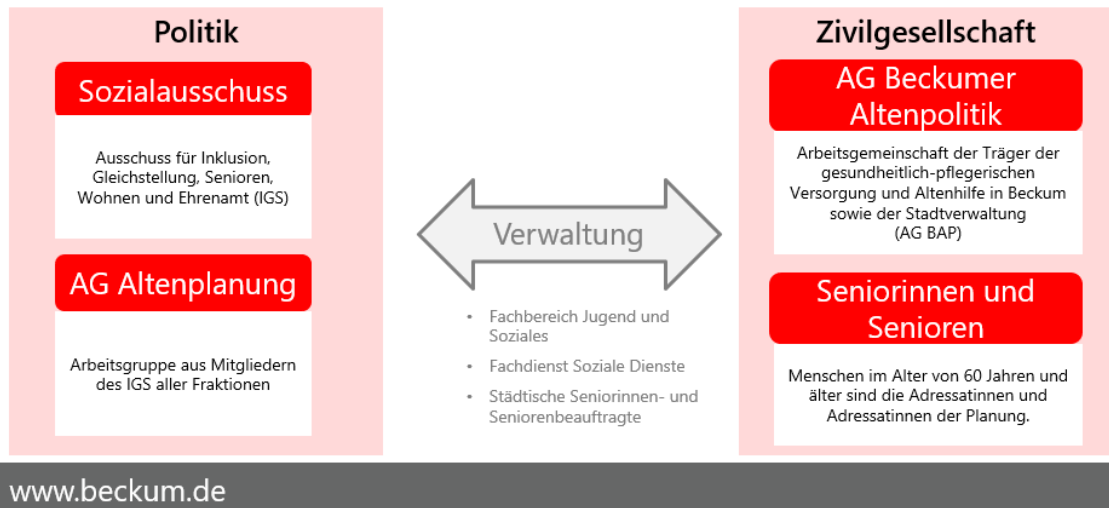 Politik
Sozialausschuss
Ausschuss für Inklusion,
Gleichstellung, Senioren,
Wohnen und Ehrenamt (IGS)
AG Altenplanung
Arbeitsgruppe aus Mitgliedern
des IGS aller Fraktionen
Verwaltung
• Fachbereich Jugend und
Soziales
• Fachdienst Soziale Dienste
• Städtische Seniorinnen- und
Seniorenbeauftragte
Zivilgesellschaft
AG Beckumer
Altenpolitik
Arbeitsgemeinschaft der Träger der
gesundheitlich-pflegerischen
Versorgung und Altenhilfe in Beckum
sowie der Stadtverwaltung
(AG BAP)
Seniorinnen und
Senioren
Menschen im Alter von 60 Jahren und
älter sind die Adressatinnen und
Adressatinnen der Planung.
www.beckum.de